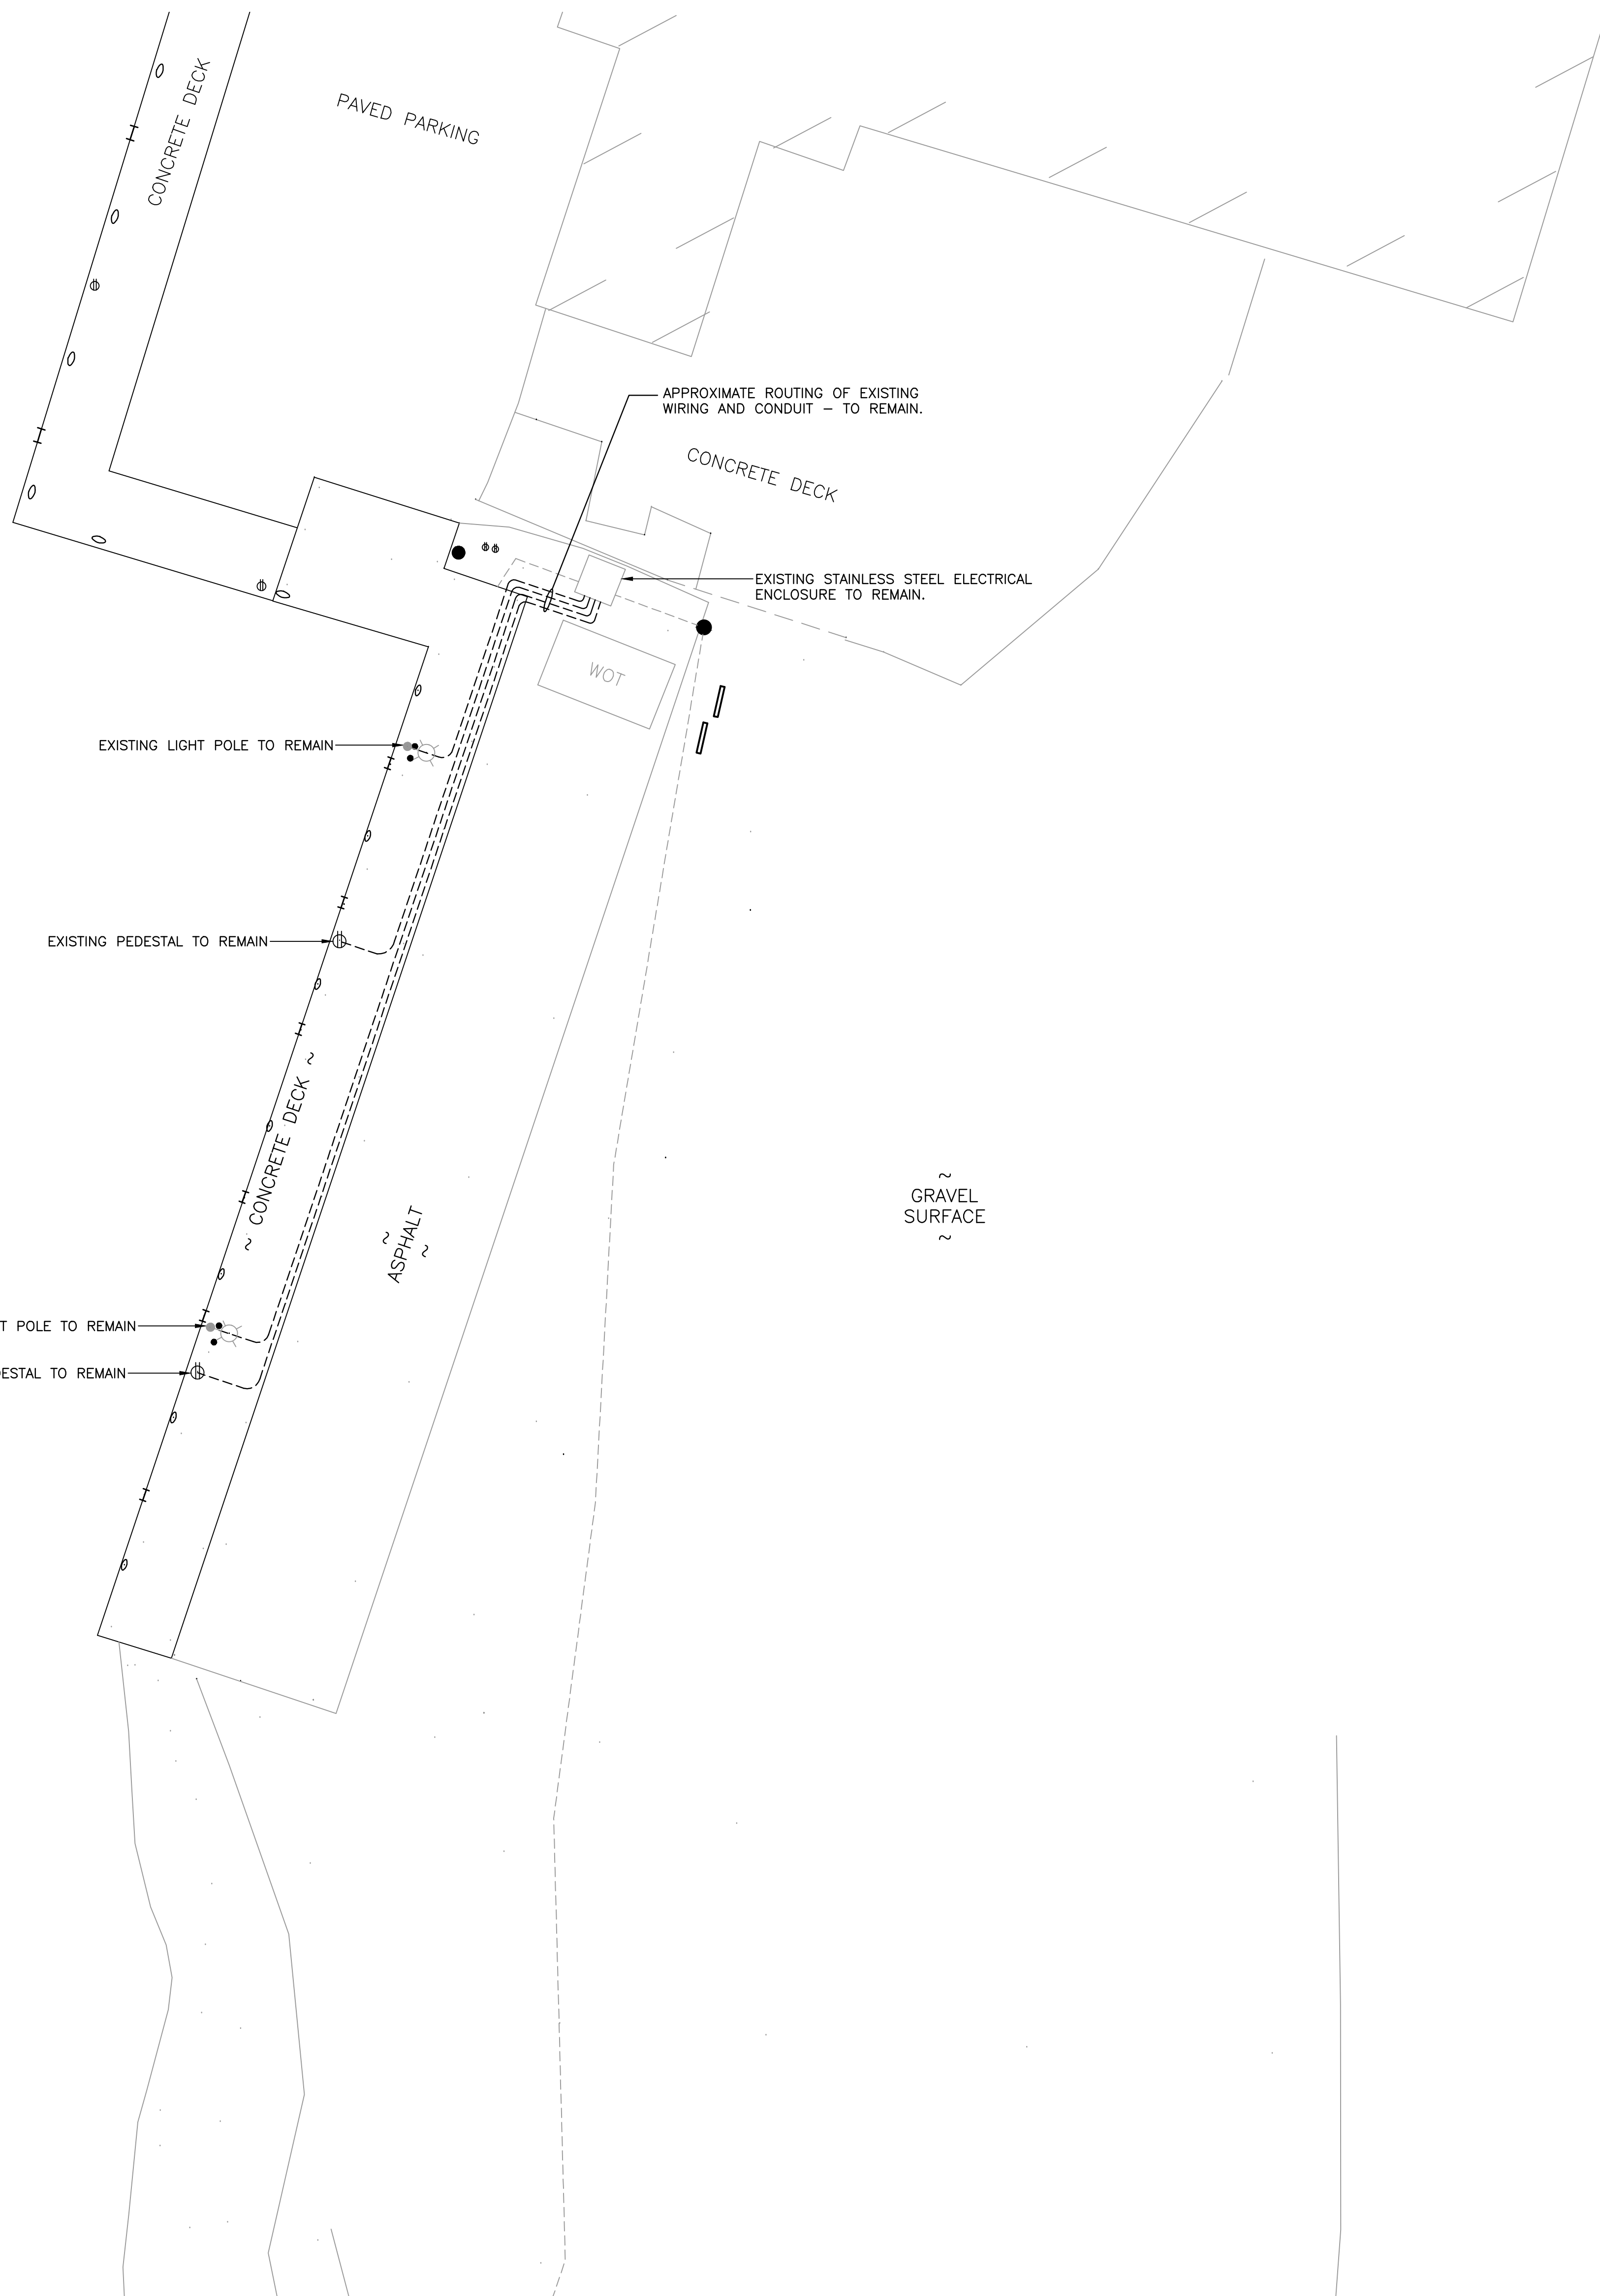 CONCRETE DECK
PAVED PARKING
APPROXIMATE ROUTING OF EXISTING
WIRING AND CONDUIT – TO REMAIN.
CONCRETE DECK
EXISTING STAINLESS STEEL ELECTRICAL
ENCLOSURE TO REMAIN.
WOT
EXISTING LIGHT POLE TO REMAIN
EXISTING PEDESTAL TO REMAIN
~ CONCRETE DECK ~
~
ASPHALT
~
~
GRAVEL
SURFACE
~
T POLE TO REMAIN
ESTAL TO REMAIN